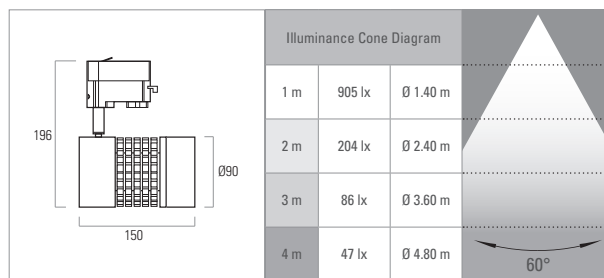 196
Ø90
150
Illuminance Cone Diagram
1 m 905 lx Ø 1.40 m
2 m 204 lx Ø 2.40 m
3 m 86 lx Ø 3.60 m
4 m 47 lx Ø 4.80 m
60°